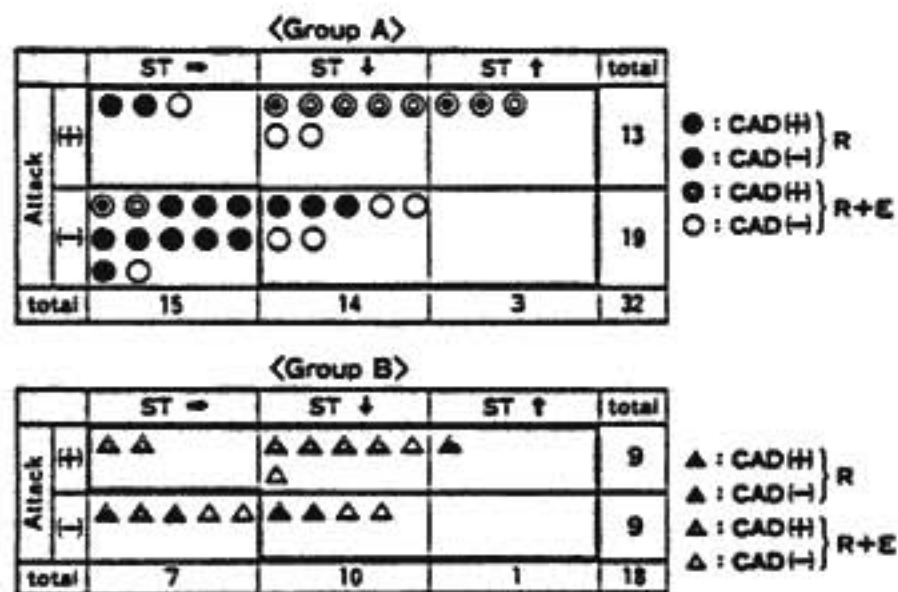 <Group A>
ST → ST ↓ ST ↑ total
Attack
(+) 13
(−) 19
total 15 14 3 32
● : CAD(+)
● : CAD(−)
R
◉ : CAD(+)
○ : CAD(−)
R+E
<Group B>
ST → ST ↓ ST ↑ total
Attack
(+) 9
(−) 9
total 7 10 1 18
▲ : CAD(+)
▲ : CAD(−)
R
▲ : CAD(+)
△ : CAD(−)
R+E